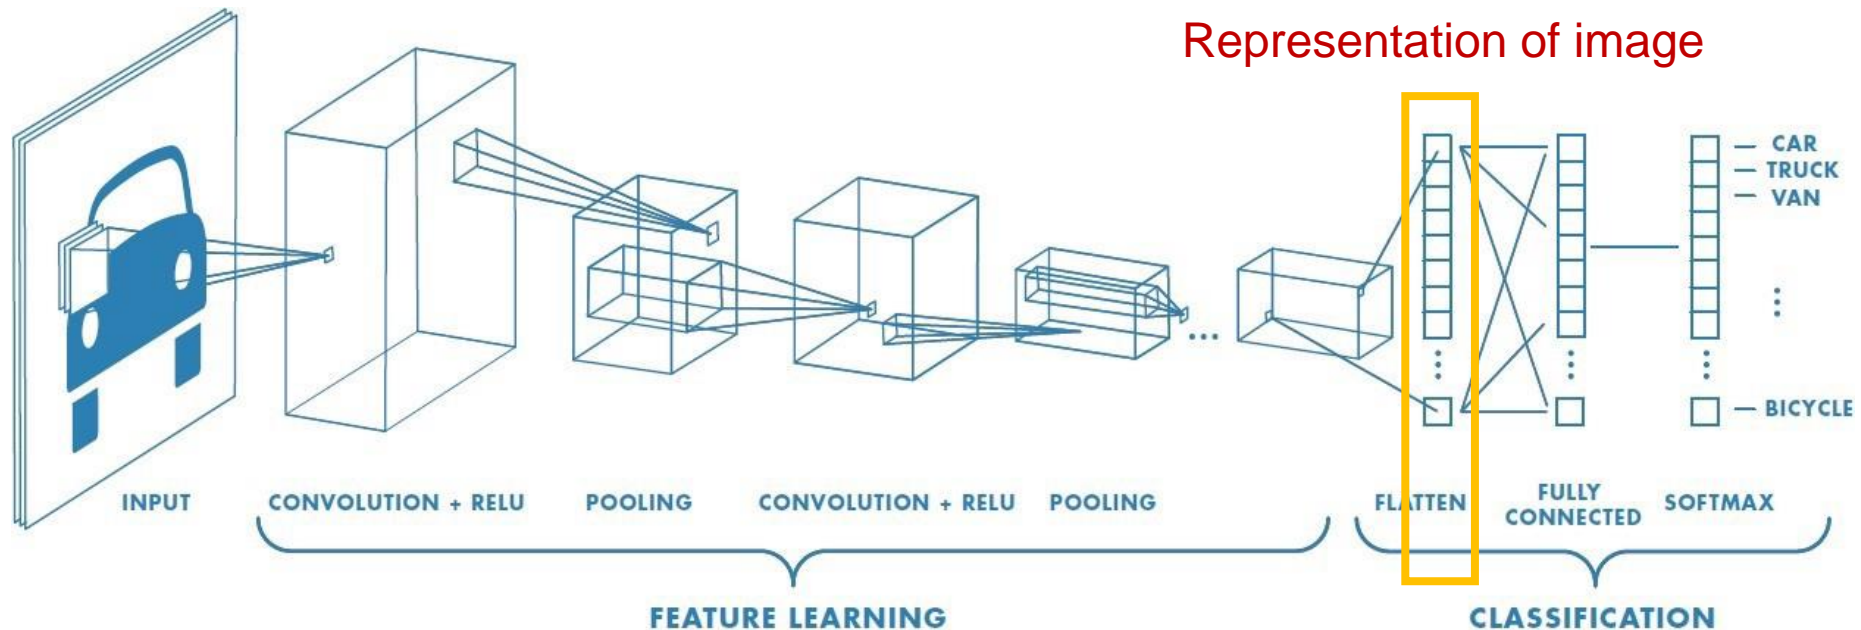 Representation of image
CAR
TRUCK
VAN
BICYCLE
INPUT
CONVOLUTION + RELU
POOLING
CONVOLUTION + RELU
POOLING
FLATTEN
FULLY
CONNECTED
SOFTMAX
FEATURE LEARNING
CLASSIFICATION